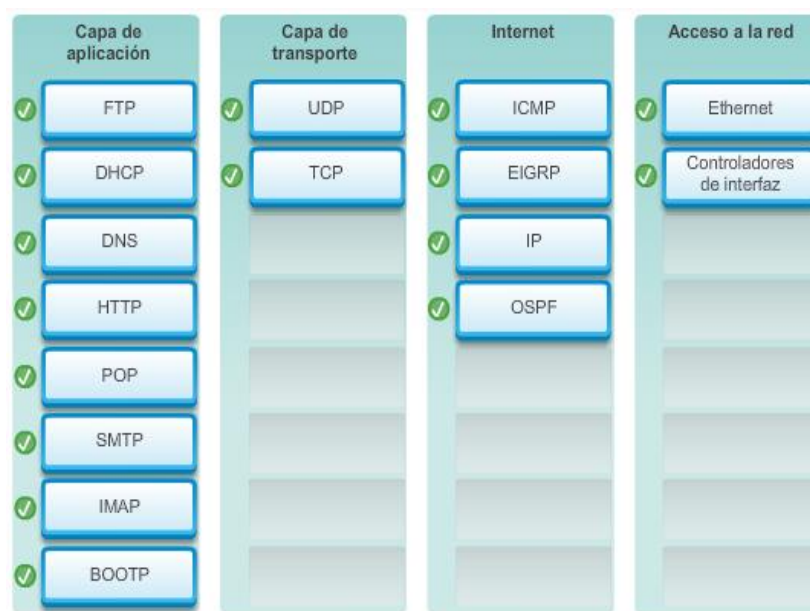 Capa de
aplicación
FTP
DHCP
DNS
HTTP
POP
SMTP
IMAP
BOOTP
Capa de
transporte
UDP
TCP
Internet
ICMP
EIGRP
IP
OSPF
Acceso a la red
Ethernet
Controladores
de interfaz